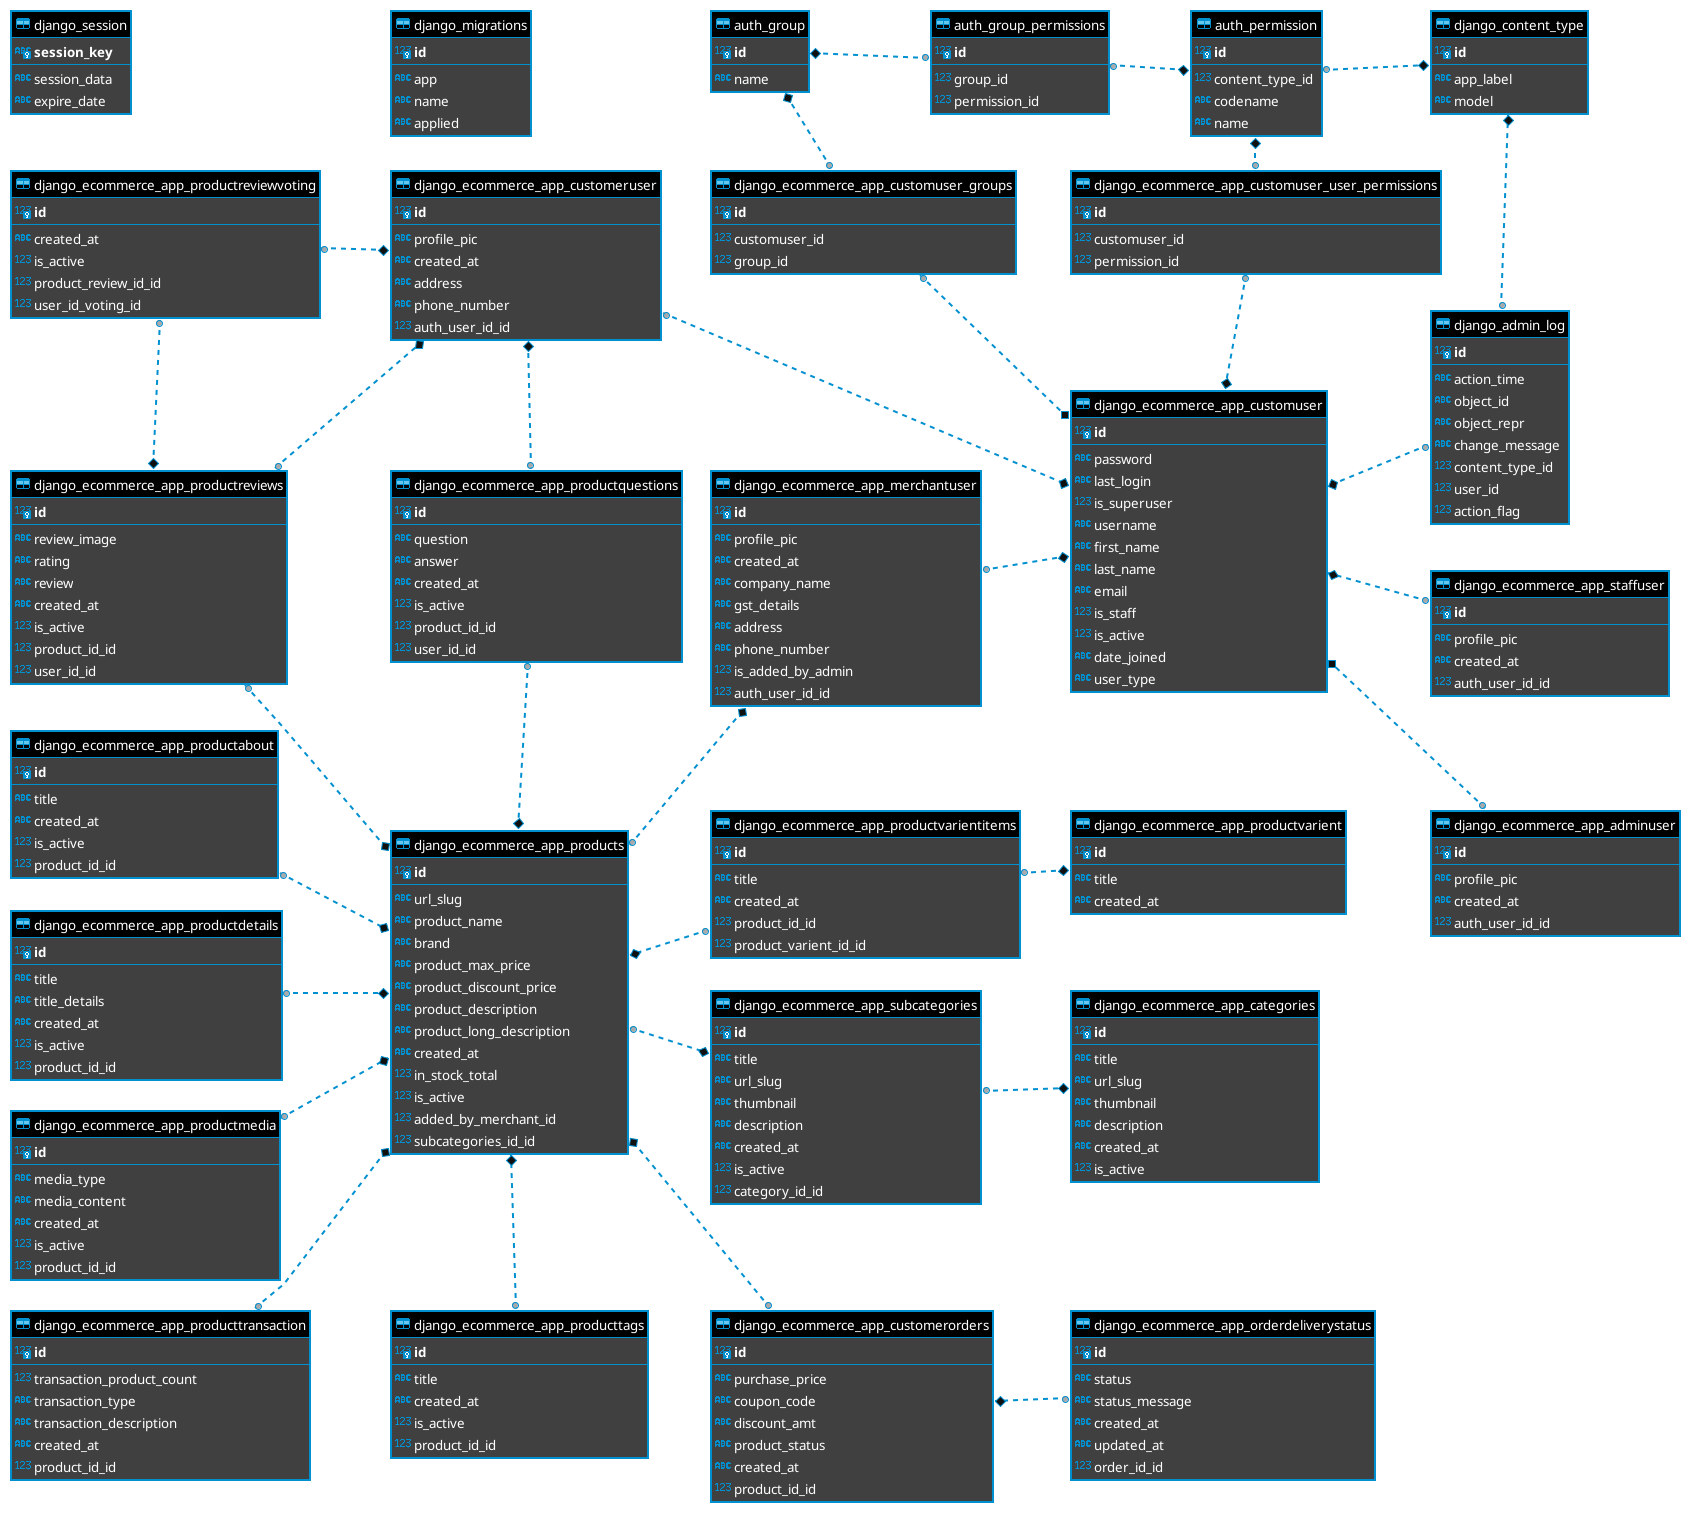 django_session
session_key
session_data
expire_date
django_migrations
id
app
name
applied
auth_group
id
name
auth_group_permissions
id
group_id
permission_id
auth_permission
id
content_type_id
codename
name
django_content_type
id
app_label
model
django_ecommerce_app_productreviewvoting
id
created_at
is_active
product_review_id_id
user_id_voting_id
django_ecommerce_app_customeruser
id
profile_pic
created_at
address
phone_number
auth_user_id_id
django_ecommerce_app_customuser_groups
id
customuser_id
group_id
django_ecommerce_app_customuser_user_permissions
id
customuser_id
permission_id
django_admin_log
id
action_time
object_id
object_repr
change_message
content_type_id
user_id
action_flag
django_ecommerce_app_customuser
id
password
last_login
is_superuser
username
first_name
last_name
email
is_staff
is_active
date_joined
user_type
django_ecommerce_app_productreviews
id
review_image
rating
review
created_at
is_active
product_id_id
user_id_id
django_ecommerce_app_productquestions
id
question
answer
created_at
is_active
product_id_id
user_id_id
django_ecommerce_app_merchantuser
id
profile_pic
created_at
company_name
gst_details
address
phone_number
is_added_by_admin
auth_user_id_id
django_ecommerce_app_staffuser
id
profile_pic
created_at
auth_user_id_id
django_ecommerce_app_productabout
id
title
created_at
is_active
product_id_id
django_ecommerce_app_products
id
url_slug
product_name
brand
product_max_price
product_discount_price
product_description
product_long_description
created_at
in_stock_total
is_active
added_by_merchant_id
subcategories_id_id
django_ecommerce_app_productvarientitems
id
title
created_at
product_id_id
product_varient_id_id
django_ecommerce_app_productvarient
id
title
created_at
django_ecommerce_app_adminuser
id
profile_pic
created_at
auth_user_id_id
django_ecommerce_app_productdetails
id
title
title_details
created_at
is_active
product_id_id
django_ecommerce_app_subcategories
id
title
url_slug
thumbnail
description
created_at
is_active
category_id_id
django_ecommerce_app_categories
id
title
url_slug
thumbnail
description
created_at
is_active
django_ecommerce_app_productmedia
id
media_type
media_content
created_at
is_active
product_id_id
django_ecommerce_app_producttransaction
id
transaction_product_count
transaction_type
transaction_description
created_at
product_id_id
django_ecommerce_app_producttags
id
title
created_at
is_active
product_id_id
django_ecommerce_app_customerorders
id
purchase_price
coupon_code
discount_amt
product_status
created_at
product_id_id
django_ecommerce_app_orderdeliverystatus
id
status
status_message
created_at
updated_at
order_id_id